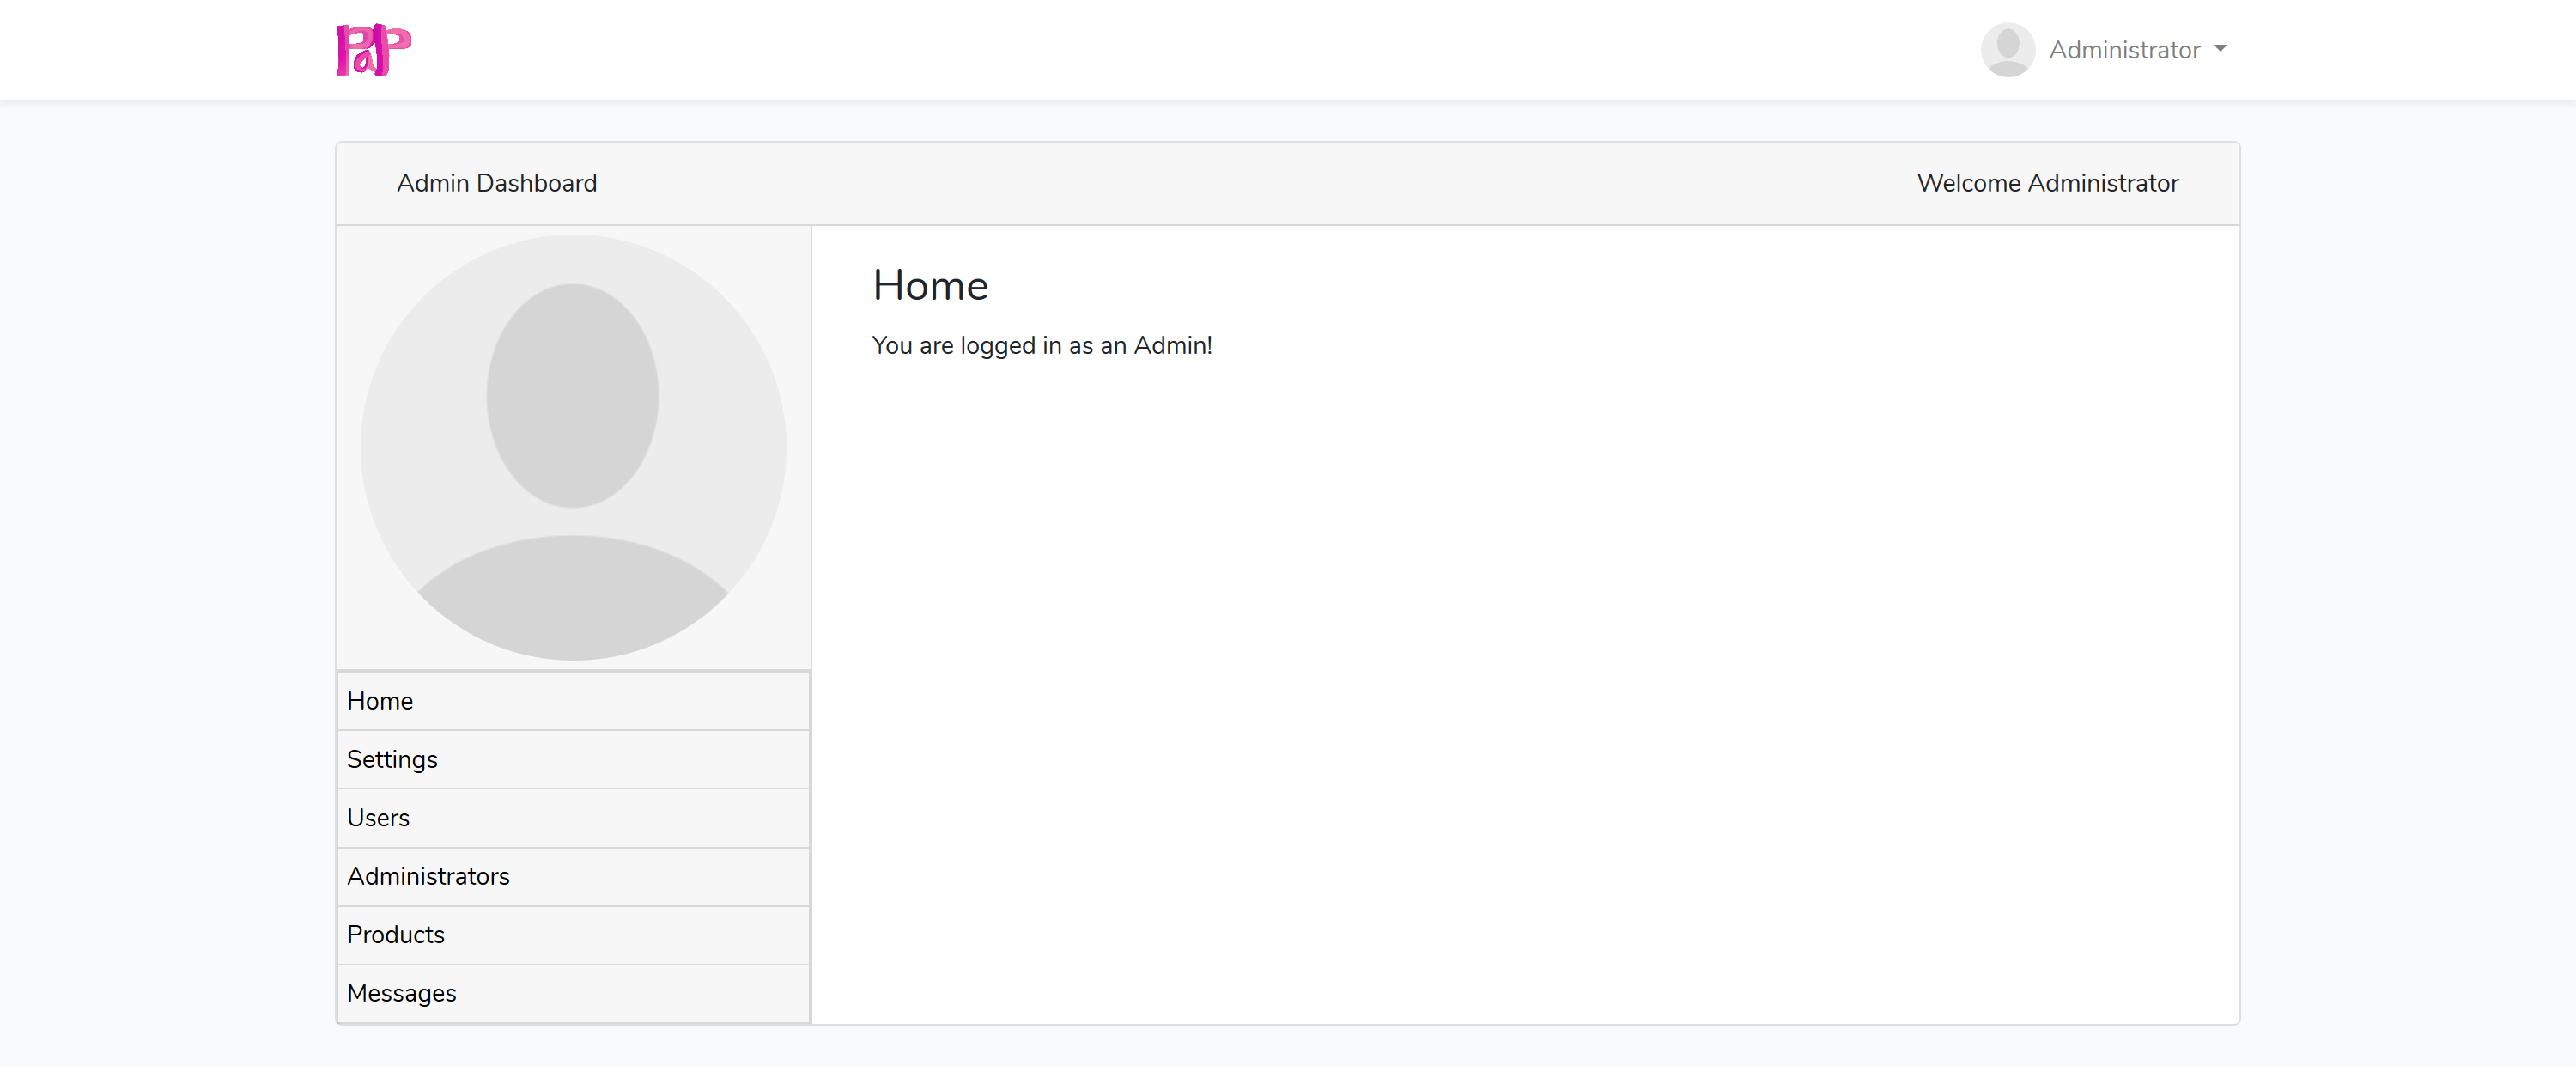 PaP
Administrator
Admin Dashboard
Welcome Administrator
Home
You are logged in as an Admin!
Home
Settings
Users
Administrators
Products
Messages